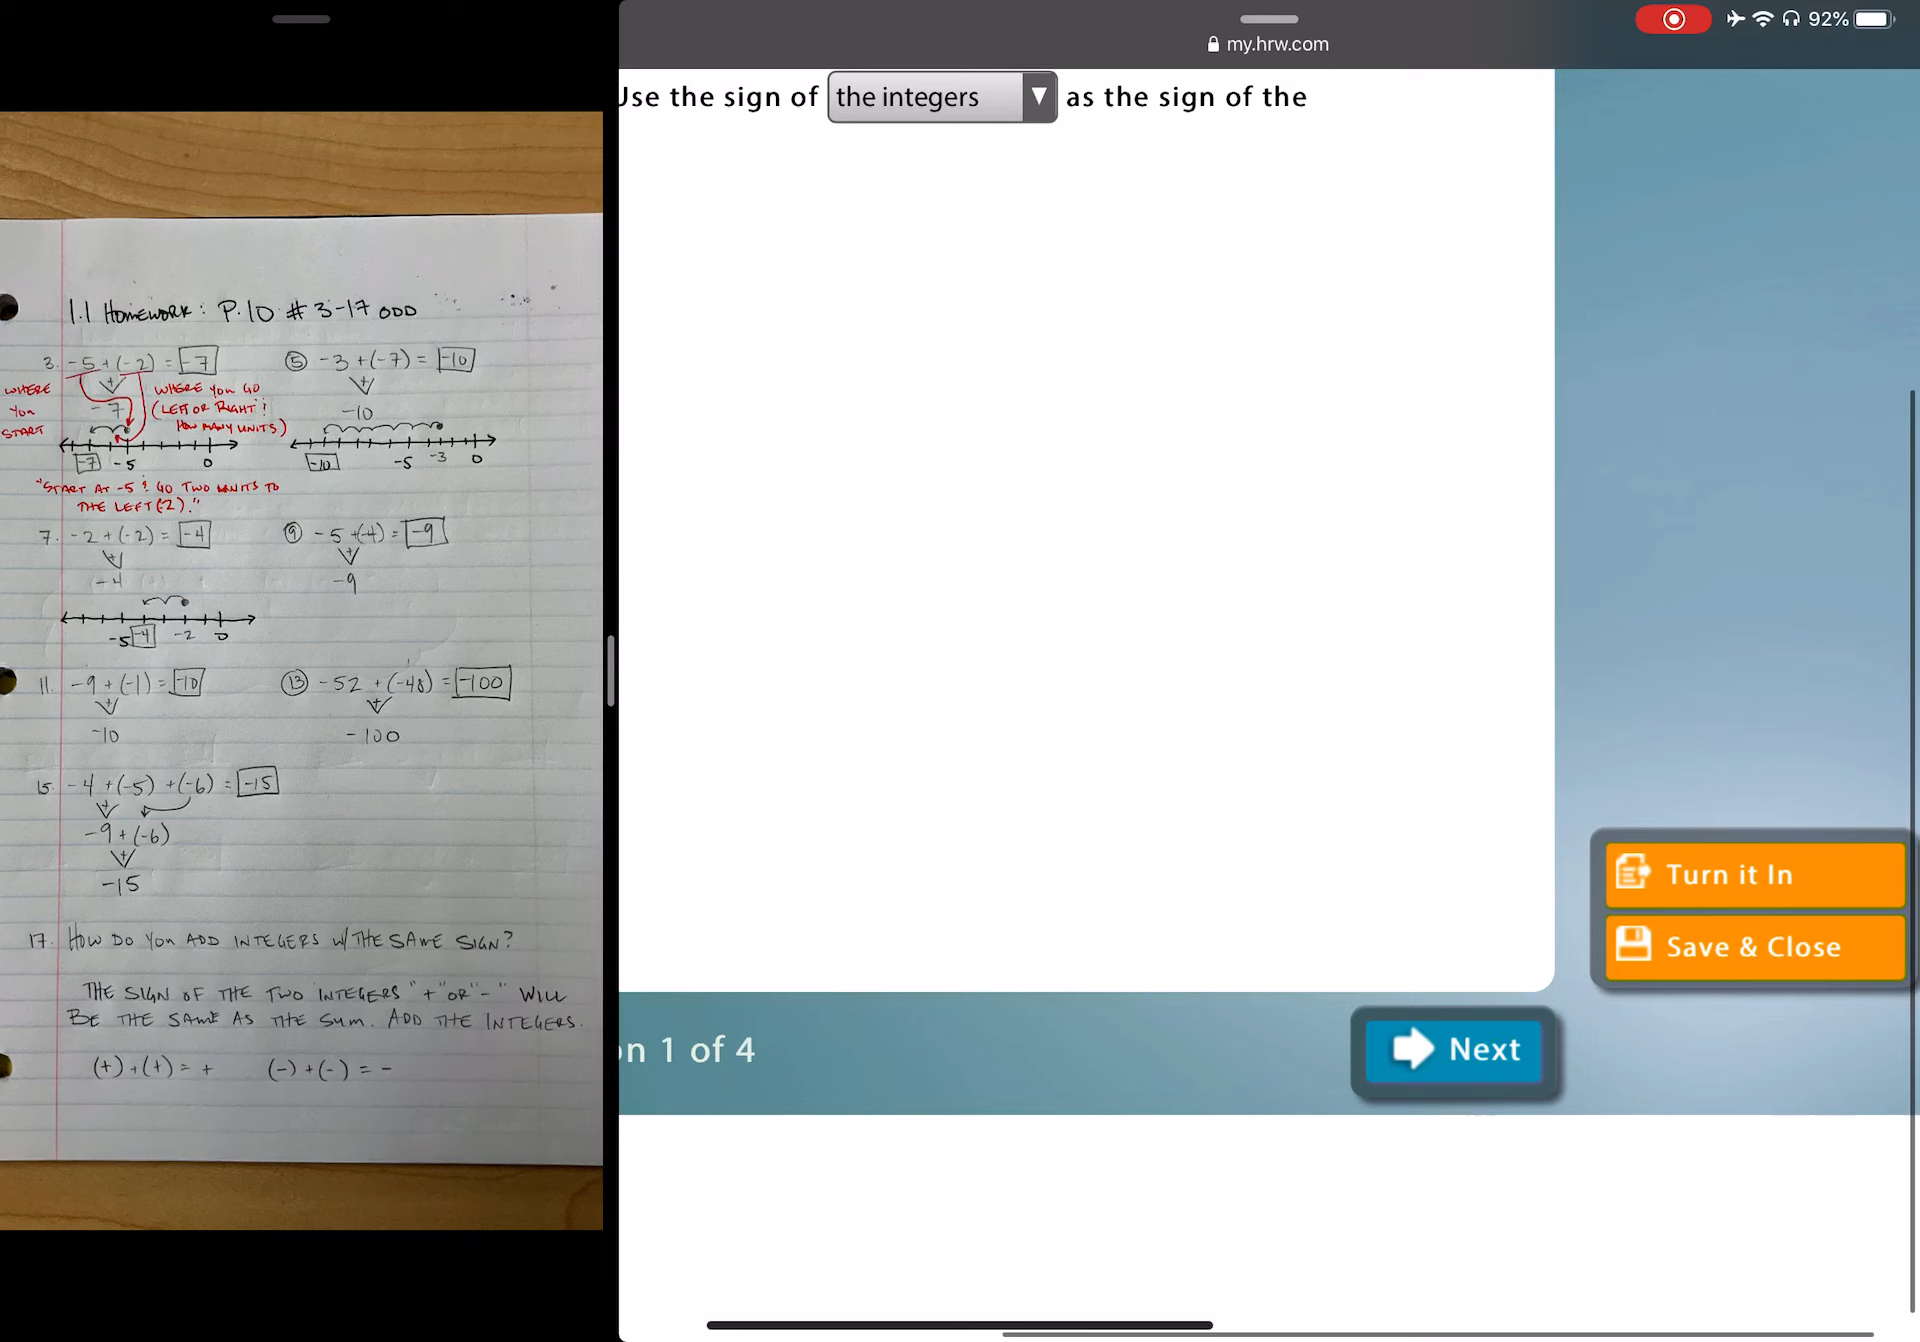 1.1 HOMEWORK: P.10 # 3-17 ODD
3. -5 + (-2) = -7
+
-7
WHERE YOU START
WHERE YOU GO
(LEFT OR RIGHT &
HOW MANY UNITS)
-7 -5 0
"START AT -5 & GO TWO UNITS TO
THE LEFT (-2)."
5 -3 + (-7) = -10
+
-10
-10 -5 -3 0
7. -2 + (-2) = -4
+
-4
-5 -4 -2 0
9 -5 + (-4) = -9
+
-9
11. -9 + (-1) = -10
+
-10
13 -52 + (-48) = -100
+
-100
15. -4 + (-5) + (-6) = -15
+
-9 + (-6)
+
-15
17. HOW DO YOU ADD INTEGERS W/ THE SAME SIGN?
THE SIGN OF THE TWO INTEGERS "+" OR "-" WILL
BE THE SAME AS THE SUM. ADD THE INTEGERS.
(+) + (+) = + (-) + (-) = -
92%
my.hrw.com
Use the sign of the integers as the sign of the
Turn it In
Save & Close
on 1 of 4
Next